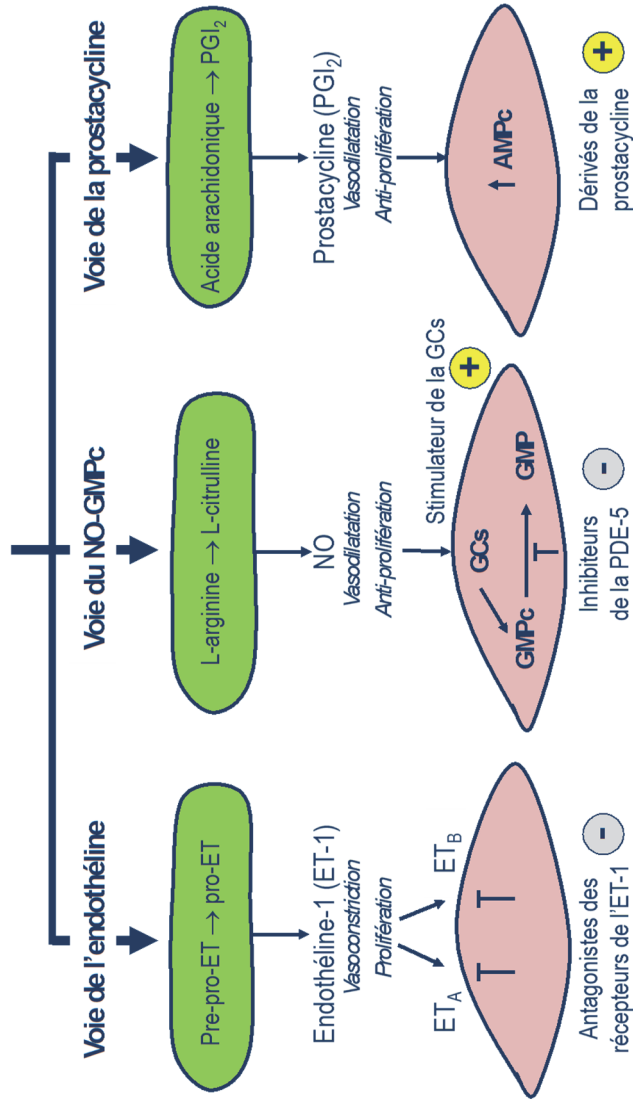 Voie de l'endothéline
Pre-pro-ET → pro-ET
Endothéline-1 (ET-1)
Vasoconstriction
Prolifération
ET_A
ET_B
Antagonistes des
récepteurs de l'ET-1
-
Voie du NO-GMPc
L-arginine → L-citrulline
NO
Vasodilatation
Anti-prolifération
Stimulateur de la GCs
+
GCs
GMPc
GMP
Inhibiteurs
de la PDE-5
-
Voie de la prostacycline
Acide arachidonique → PGI₂
Prostacycline (PGI₂)
Vasodilatation
Anti-prolifération
↑ AMPc
Dérivés de la
prostacycline
+